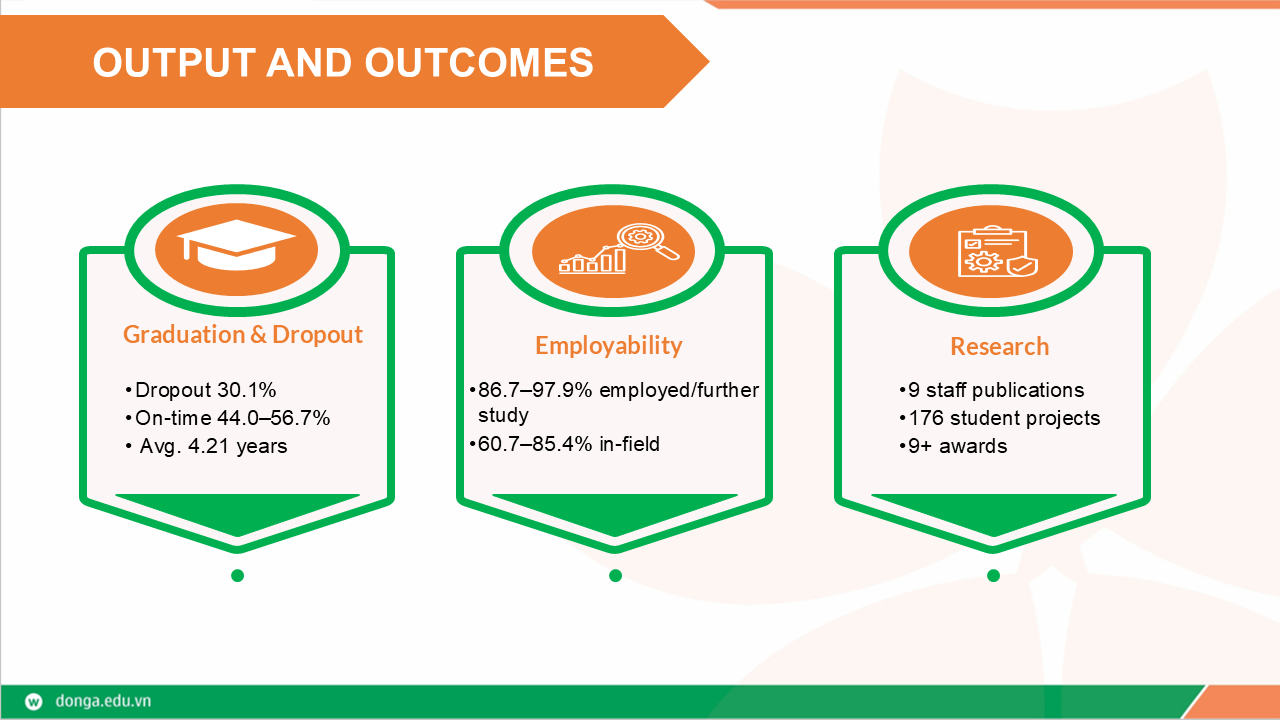 OUTPUT AND OUTCOMES
Graduation & Dropout
•Dropout 30.1%
•On-time 44.0–56.7%
• Avg. 4.21 years
Employability
•86.7–97.9% employed/further
study
•60.7–85.4% in-field
Research
•9 staff publications
•176 student projects
•9+ awards
w donga.edu.vn